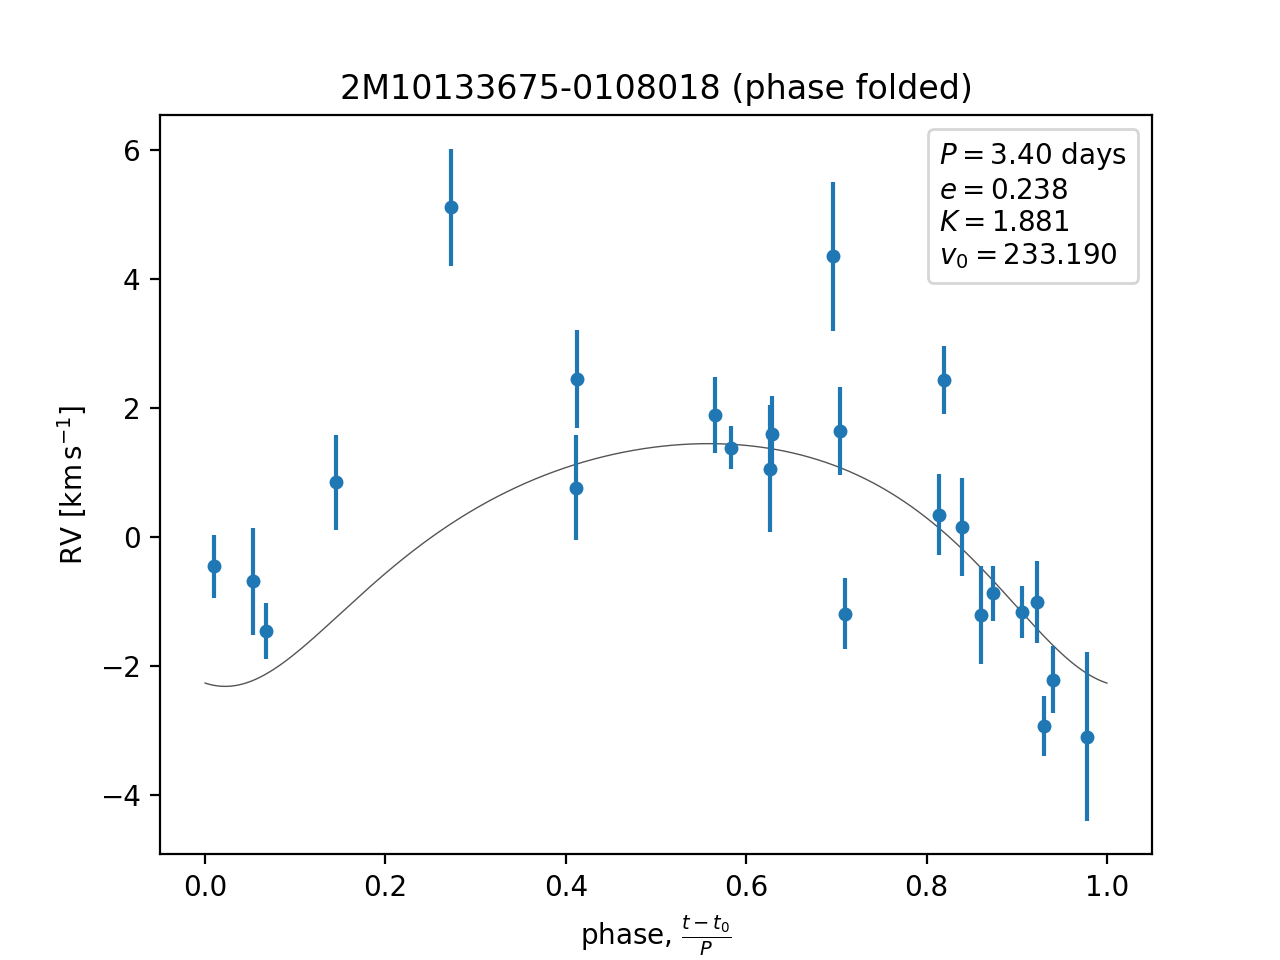 2M10133675-0108018 (phase folded)
P = 3.40 days
e = 0.238
K = 1.881
v₀ = 233.190
RV [km s⁻¹]
6
4
2
0
−2
−4
0.0 0.2 0.4 0.6 0.8 1.0
phase, (t − t₀)/P